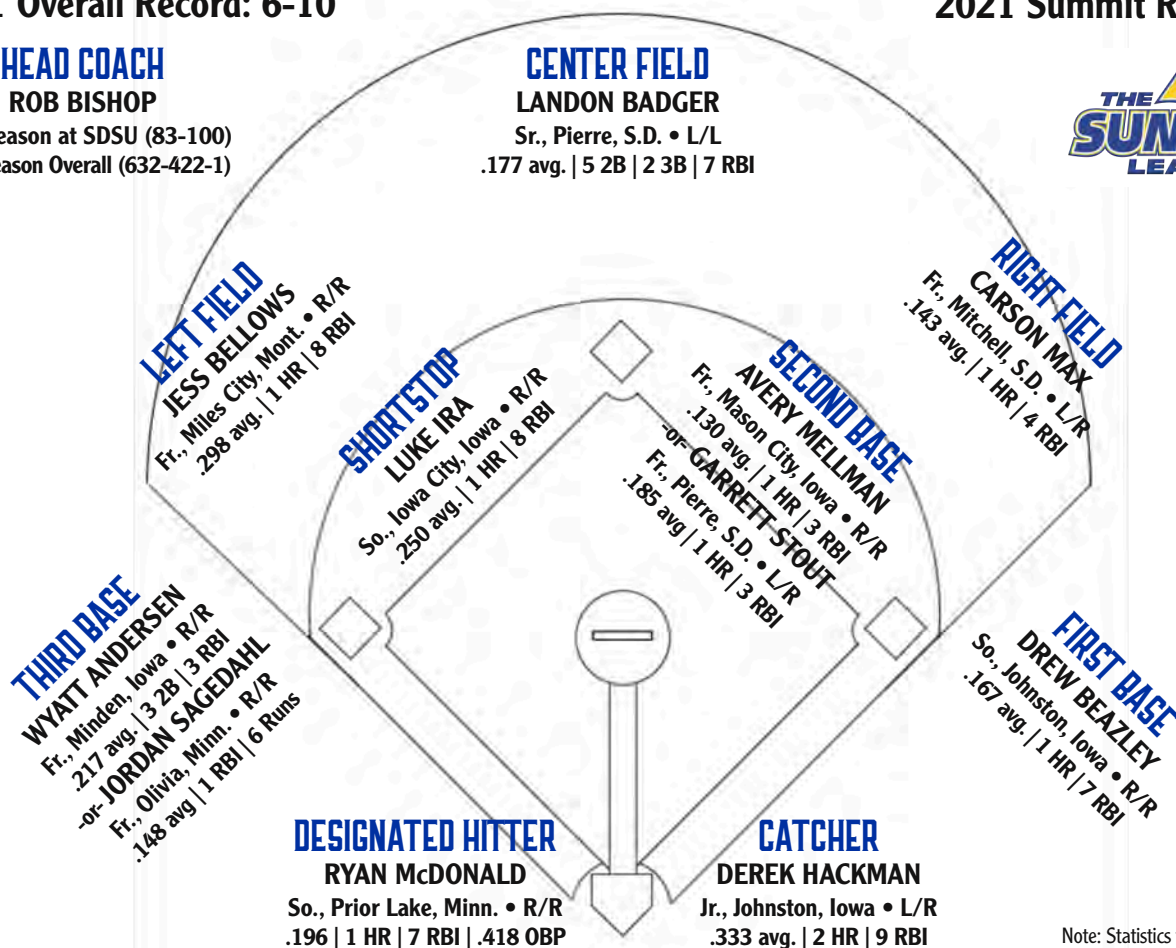 Overall Record: 6-10
2021 Summit
HEAD COACH
ROB BISHOP
at SDSU (83-100)
Overall (632-422-1)
CENTER FIELD
LANDON BADGER
Sr., Pierre, S.D. • L/L
.177 avg. | 5 2B | 2 3B | 7 RBI
THE
LEFT FIELD
JESS BELLOWS
Fr., Miles City, Mont. • R/R
.298 avg. | 1 HR | 8 RBI
SHORTSTOP
LUKE IRA
So., Iowa City, Iowa • R/R
.250 avg. | 1 HR | 8 RBI
SECOND BASE
AVERY MELLMAN
Fr., Mason City, Iowa • R/R
.130 avg. | 1 HR | 3 RBI
-or- GARRETT STOUT
Fr., Pierre, S.D. • L/R
.185 avg | 1 HR | 3 RBI
RIGHT FIELD
CARSON MAX
Fr., Mitchell, S.D. • L/R
.143 avg. | 1 HR | 4 RBI
THIRD BASE
WYATT ANDERSEN
Fr., Minden, Iowa • R/R
.217 avg. | 3 2B | 3 RBI
-or- JORDAN SAGEDAHL
Fr., Olivia, Minn. • R/R
.148 avg | 1 RBI | 6 Runs
FIRST BASE
DREW BEAZLEY
So., Johnston, Iowa • R/R
.167 avg. | 1 HR | 7 RBI
DESIGNATED HITTER
RYAN McDONALD
So., Prior Lake, Minn. • R/R
.196 | 1 HR | 7 RBI | .418 OBP
CATCHER
DEREK HACKMAN
Jr., Johnston, Iowa • L/R
.333 avg. | 2 HR | 9 RBI
Note: Statistics